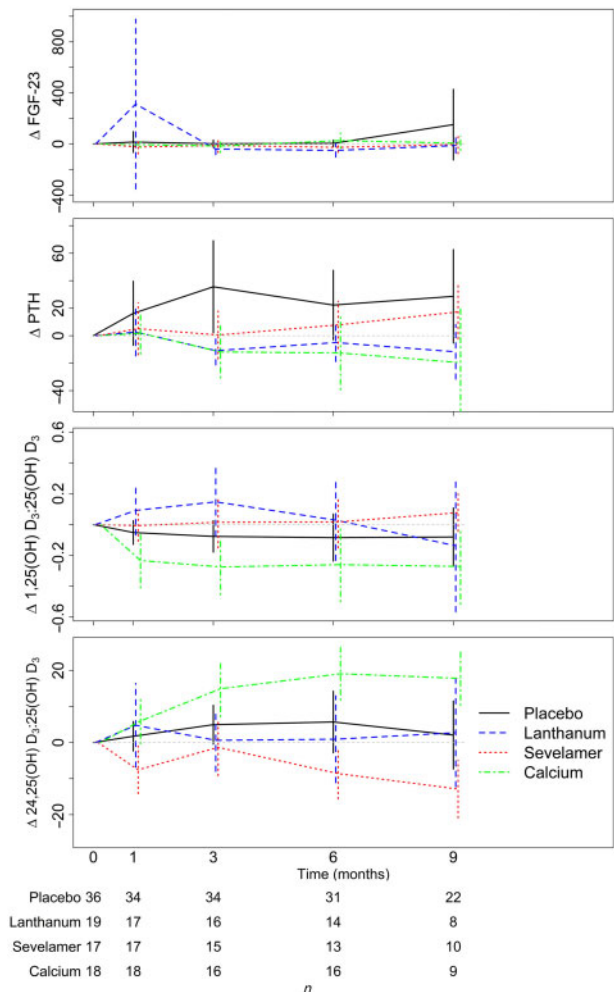 Δ FGF-23
800
400
0
−400
Δ PTH
60
20
0
−40
Δ 1,25(OH) D3:25(OH) D3
0.6
0.2
−0.2
−0.6
Δ 24,25(OH) D3:25(OH) D3
20
0
−20
Placebo
Lanthanum
Sevelamer
Calcium
0 1 3 6 9
Time (months)
Placebo 36 34 34 31 22
Lanthanum 19 17 16 14 8
Sevelamer 17 17 15 13 10
Calcium 18 18 16 16 9
n